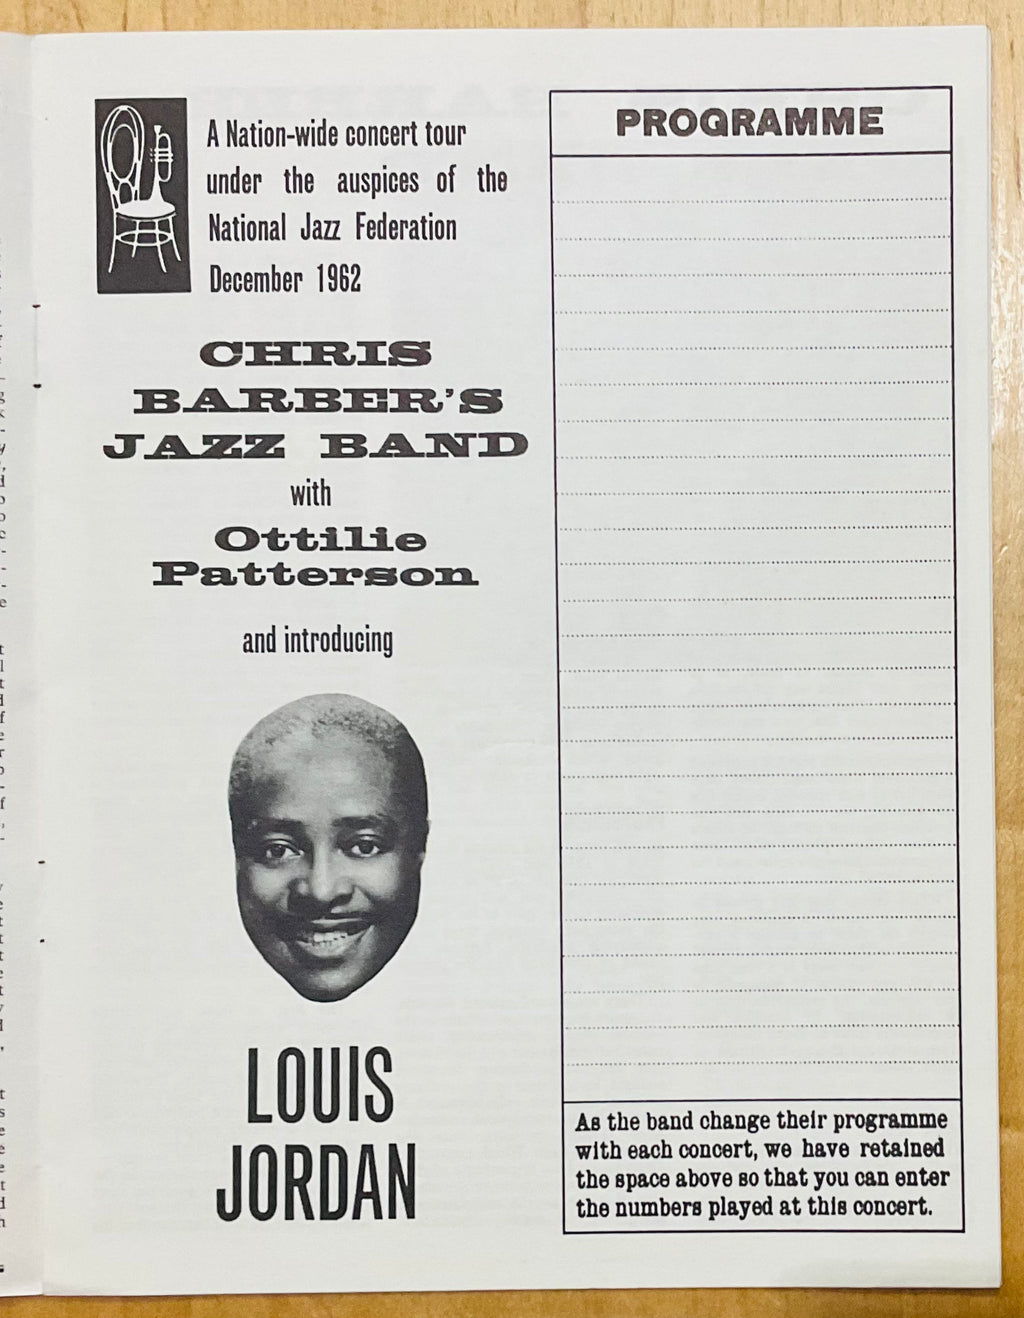 A Nation-wide concert tour
under the auspices of the
National Jazz Federation
December 1962
CHRIS
BARBER'S
JAZZ BAND
with
Ottilie
Patterson
and introducing
LOUIS
JORDAN
PROGRAMME
As the band change their programme
with each concert, we have retained
the space above so that you can enter
the numbers played at this concert.